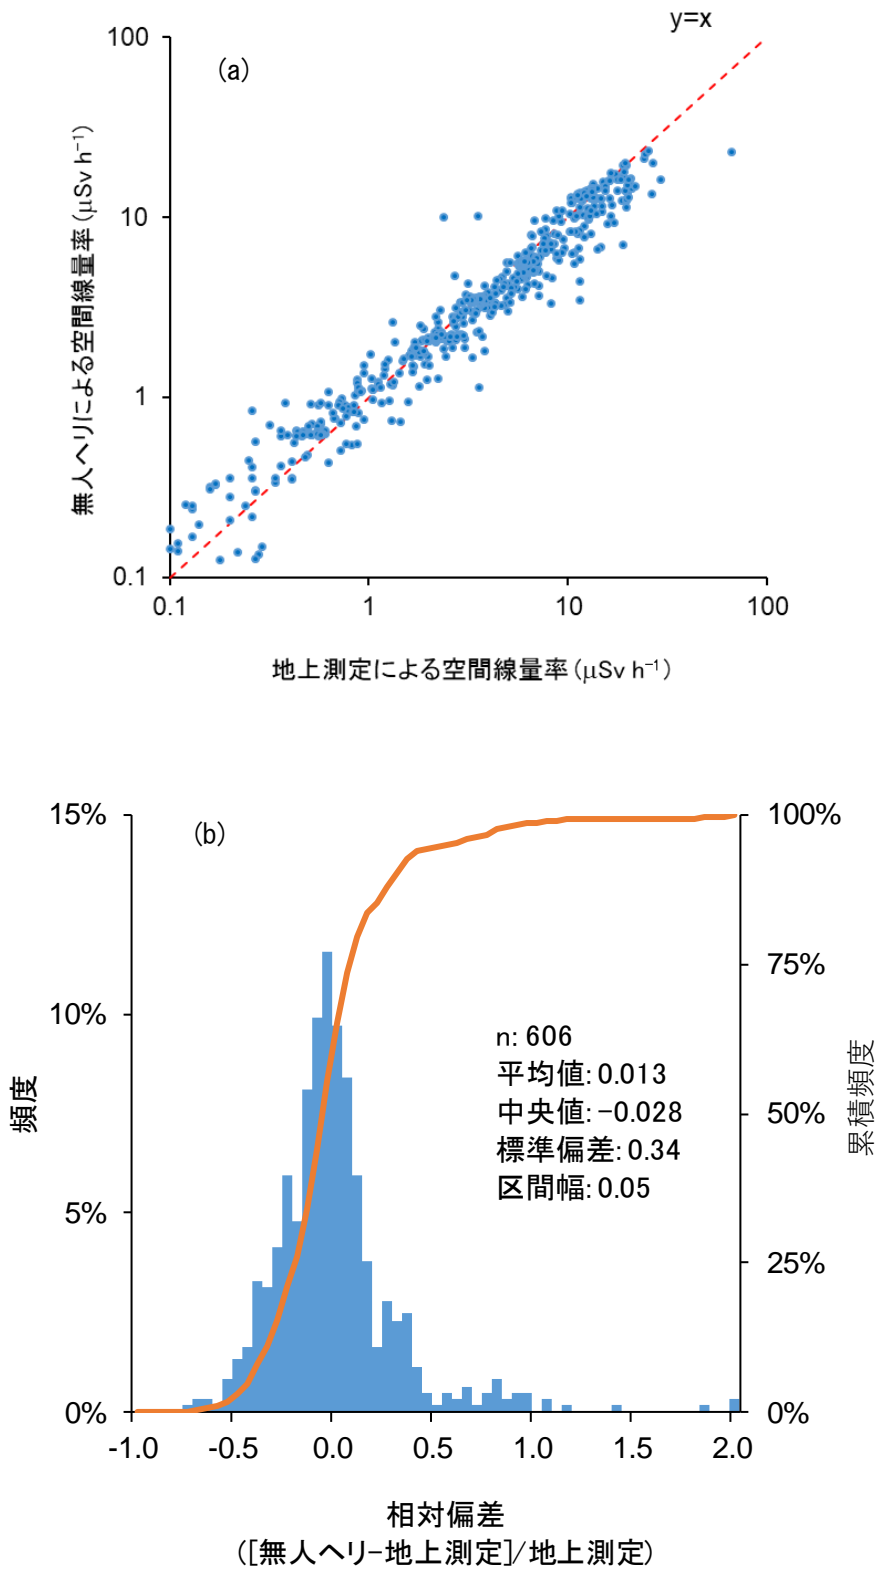 y=x
(a)
100
10
1
0.1
無人ヘリによる空間線量率(μSv h⁻¹)
0.1 1 10 100
地上測定による空間線量率(μSv h⁻¹)
(b)
15%
10%
5%
0%
頻度
100%
75%
50%
25%
0%
累積頻度
n: 606
平均値: 0.013
中央値: −0.028
標準偏差: 0.34
区間幅: 0.05
-1.0 -0.5 0.0 0.5 1.0 1.5 2.0
相対偏差
([無人ヘリ−地上測定]/地上測定)